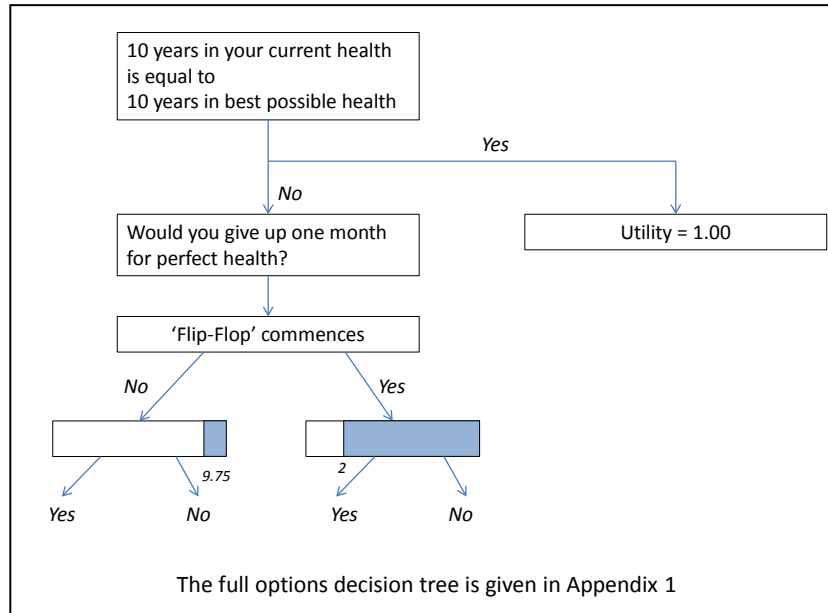 10 years in your current health
is equal to
10 years in best possible health
Yes
No
Would you give up one month
for perfect health?
Utility = 1.00
‘Flip-Flop’ commences
No
Yes
9.75
2
Yes
No
Yes
No
The full options decision tree is given in Appendix 1